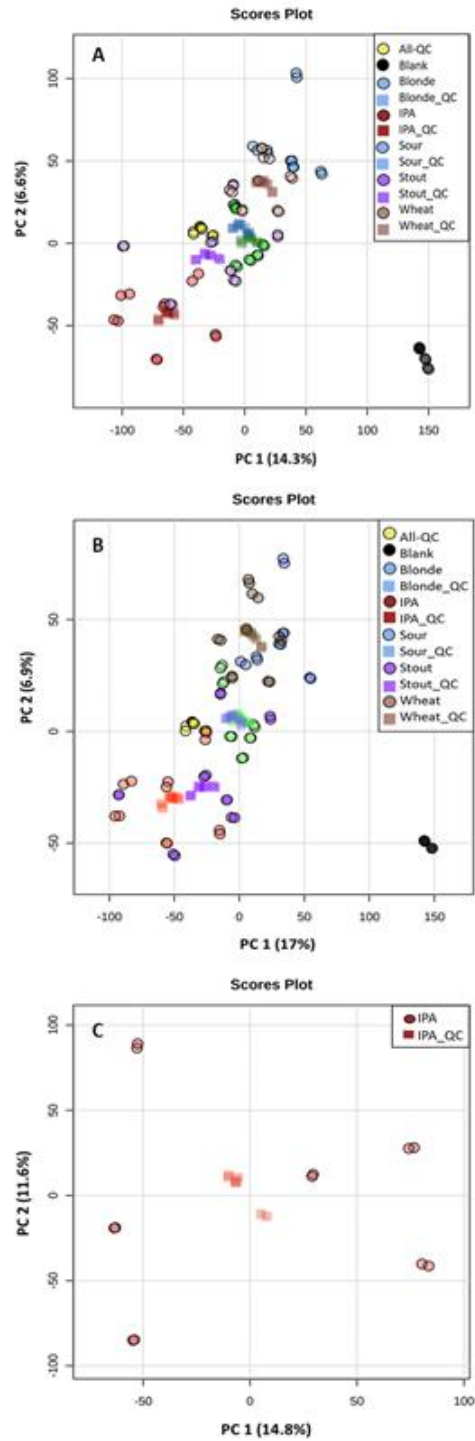 Scores Plot
A
All-QC
Blank
Blonde
Blonde_QC
IPA
IPA_QC
Sour
Sour_QC
Stout
Stout_QC
Wheat
Wheat_QC
PC 2 (6.6%)
100
50
0
-50
-100 -50 0 50 100 150
PC 1 (14.3%)
Scores Plot
B
All-QC
Blank
Blonde
Blonde_QC
IPA
IPA_QC
Sour
Sour_QC
Stout
Stout_QC
Wheat
Wheat_QC
PC 2 (6.9%)
50
0
-50
-100 -50 0 50 100 150
PC 1 (17%)
Scores Plot
C
IPA
IPA_QC
PC 2 (11.6%)
100
50
0
-50
-100
-50 0 50 100
PC 1 (14.8%)